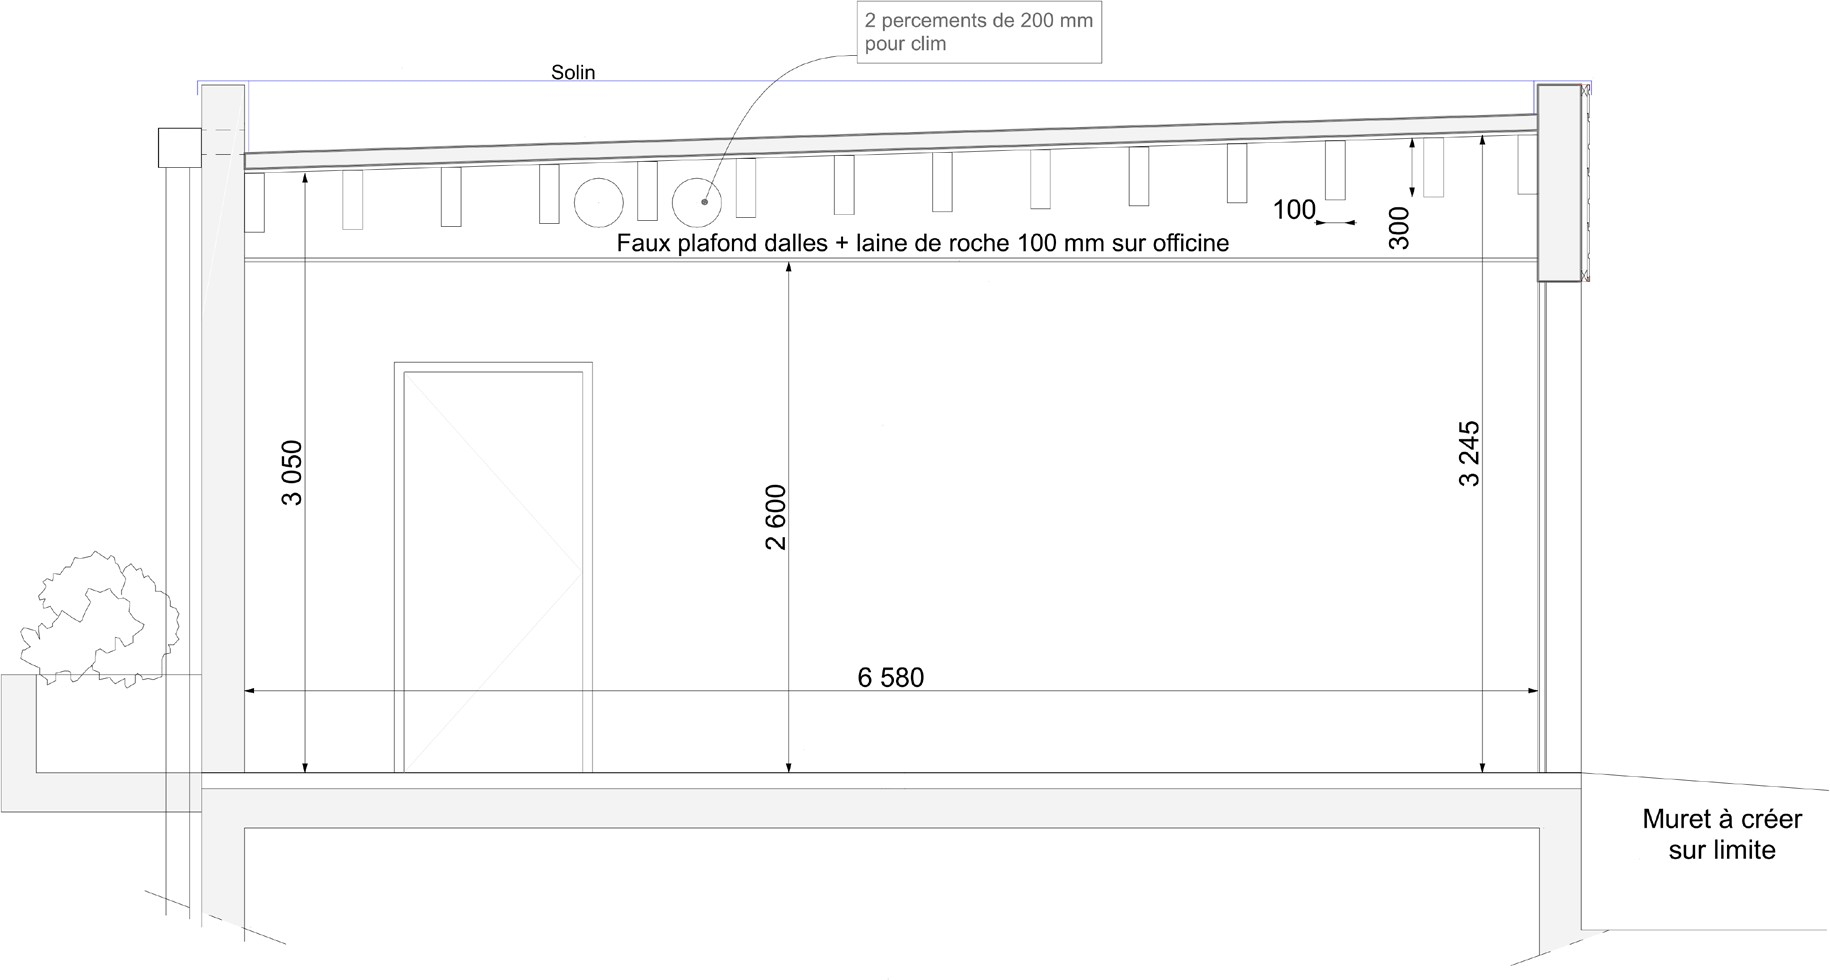 2 percements de 200 mm
pour clim
Solin
100
300
Faux plafond dalles + laine de roche 100 mm sur officine
3 050
2 600
3 245
6 580
Muret à créer
sur limite